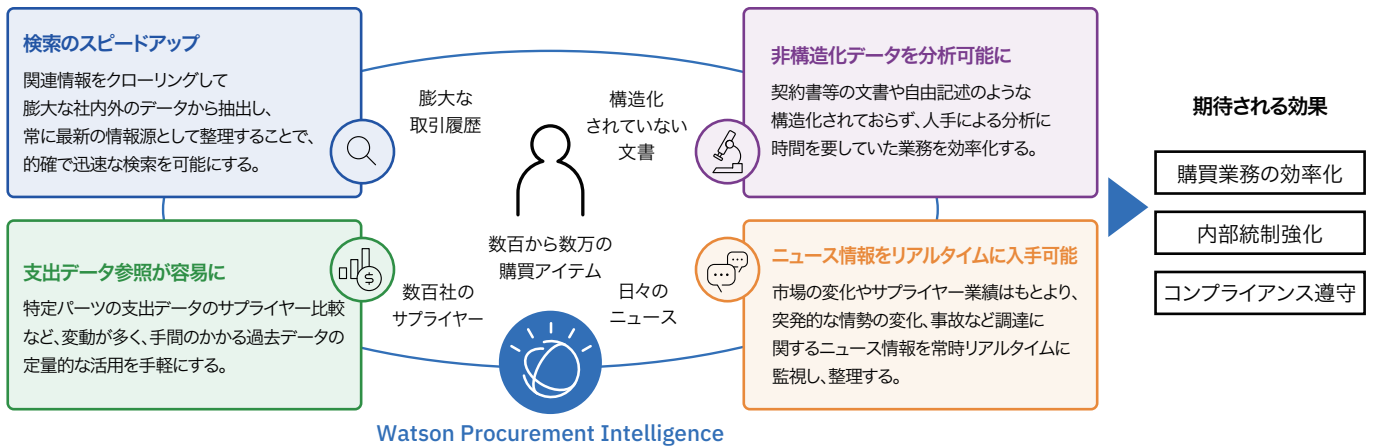 検索のスピードアップ
関連情報をクローリングして
膨大な社内外のデータから抽出し、
常に最新の情報源として整理することで、
的確で迅速な検索を可能にする。
膨大な
取引履歴
構造化
されていない
文書
非構造化データを分析可能に
契約書等の文書や自由記述のような
構造化されておらず、人手による分析に
時間を要していた業務を効率化する。
支出データ参照が容易に
特定パーツの支出データのサプライヤー比較
など、変動が多く、手間のかかる過去データの
定量的な活用を手軽にする。
数百から数万の
購買アイテム
数百社の
サプライヤー
日々の
ニュース
ニュース情報をリアルタイムに入手可能
市場の変化やサプライヤー業績はもとより、
突発的な情勢の変化、事故など調達に
関するニュース情報を常時リアルタイムに
監視し、整理する。
Watson Procurement Intelligence
期待される効果
購買業務の効率化
内部統制強化
コンプライアンス遵守